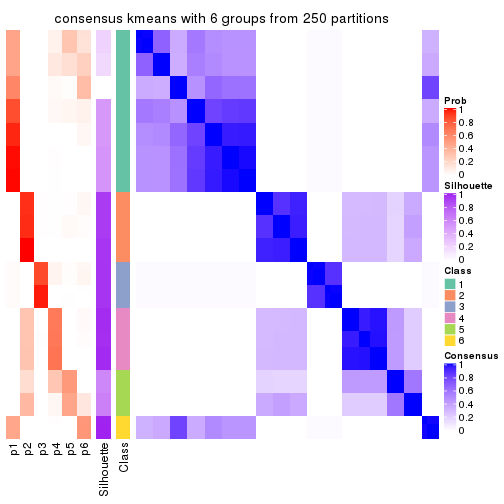 consensus kmeans with 6 groups from 250 partitions
Prob
1
0.8
0.6
0.4
0.2
0
Silhouette
1
0.8
0.6
0.4
0.2
0
Class
1
2
3
4
5
6
Consensus
1
0.8
0.6
0.4
0.2
0
p1
p2
p3
p4
p5
p6
Silhouette
Class